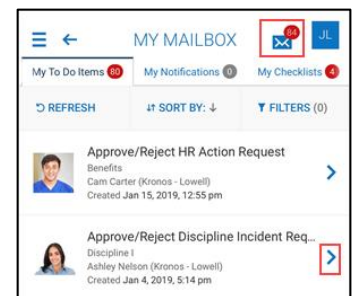 MY MAILBOX
84
JL
My To Do Items 80
My Notifications 0
My Checklists 4
REFRESH
SORT BY:
FILTERS (0)
Approve/Reject HR Action Request
Benefits
Cam Carter (Kronos - Lowell)
Created Jan 15, 2019, 12:55 pm
Approve/Reject Discipline Incident Req...
Discipline I
Ashley Nelson (Kronos - Lowell)
Created Jan 4, 2019, 5:14 pm